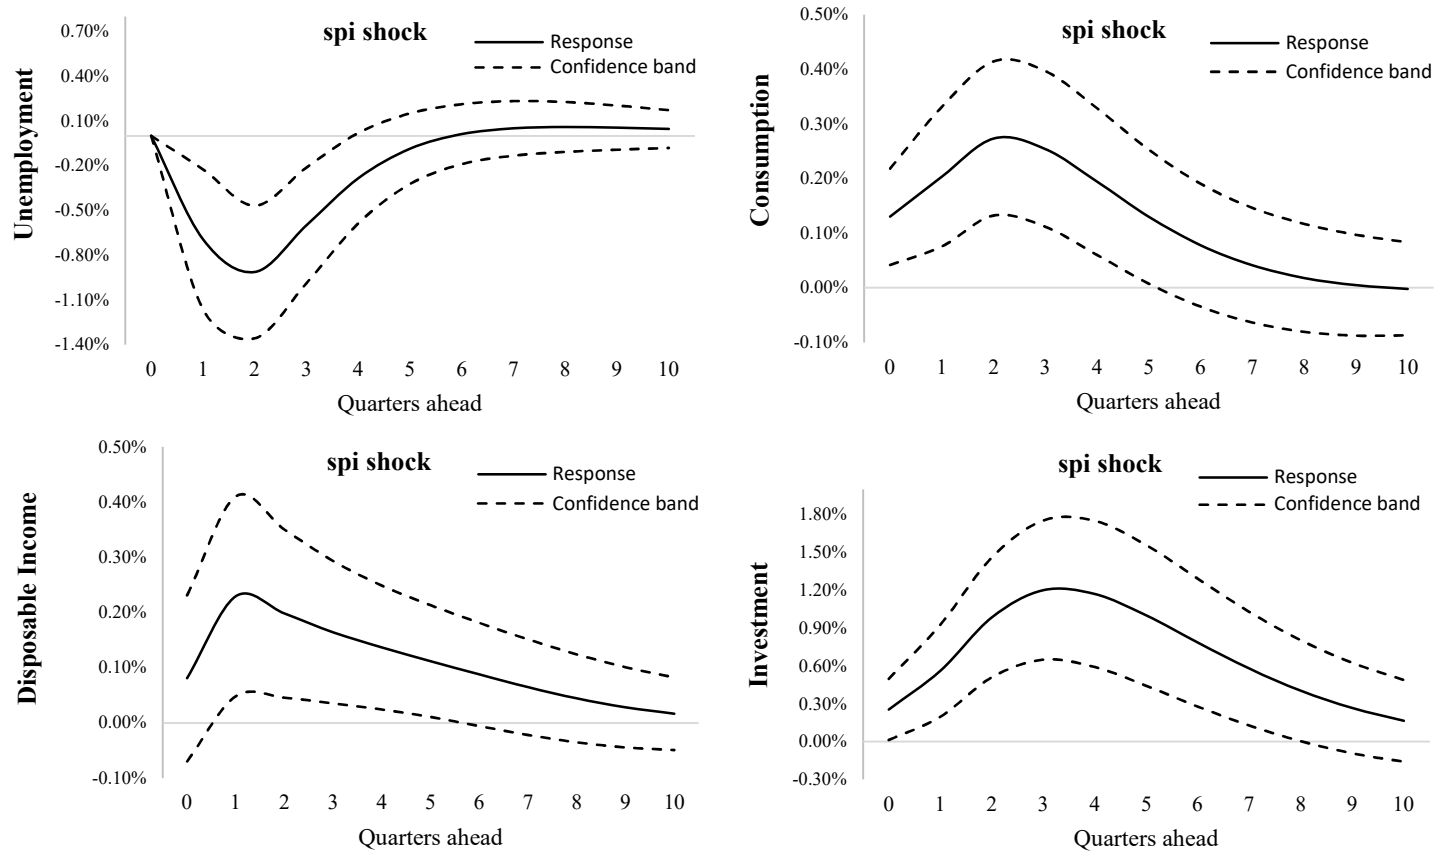 spi shock
Response
Confidence band
Unemployment
0.70%
0.40%
0.10%
-0.20%
-0.50%
-0.80%
-1.10%
-1.40%
0 1 2 3 4 5 6 7 8 9 10
Quarters ahead
spi shock
Response
Confidence band
Consumption
0.50%
0.40%
0.30%
0.20%
0.10%
0.00%
-0.10%
0 1 2 3 4 5 6 7 8 9 10
Quarters ahead
spi shock
Response
Confidence band
Disposable Income
0.50%
0.40%
0.30%
0.20%
0.10%
0.00%
-0.10%
0 1 2 3 4 5 6 7 8 9 10
Quarters ahead
spi shock
Response
Confidence band
Investment
1.80%
1.50%
1.20%
0.90%
0.60%
0.30%
0.00%
-0.30%
0 1 2 3 4 5 6 7 8 9 10
Quarters ahead